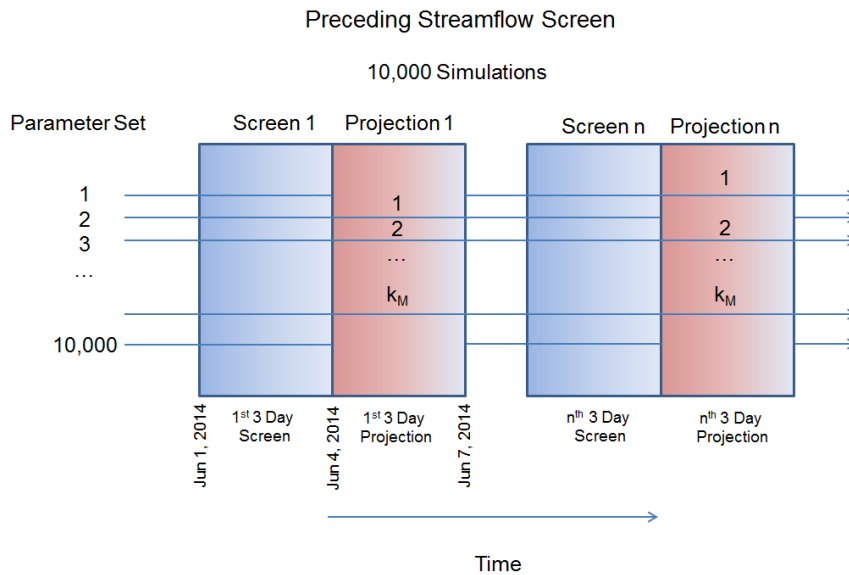 Preceding Streamflow Screen
10,000 Simulations
Parameter Set
Screen 1
Projection 1
Screen n
Projection n
1
2
3
...
10,000
1
2
...
kM
1
2
...
kM
Jun 1, 2014
1st 3 Day
Screen
Jun 4, 2014
1st 3 Day
Projection
Jun 7, 2014
nth 3 Day
Screen
nth 3 Day
Projection
Time